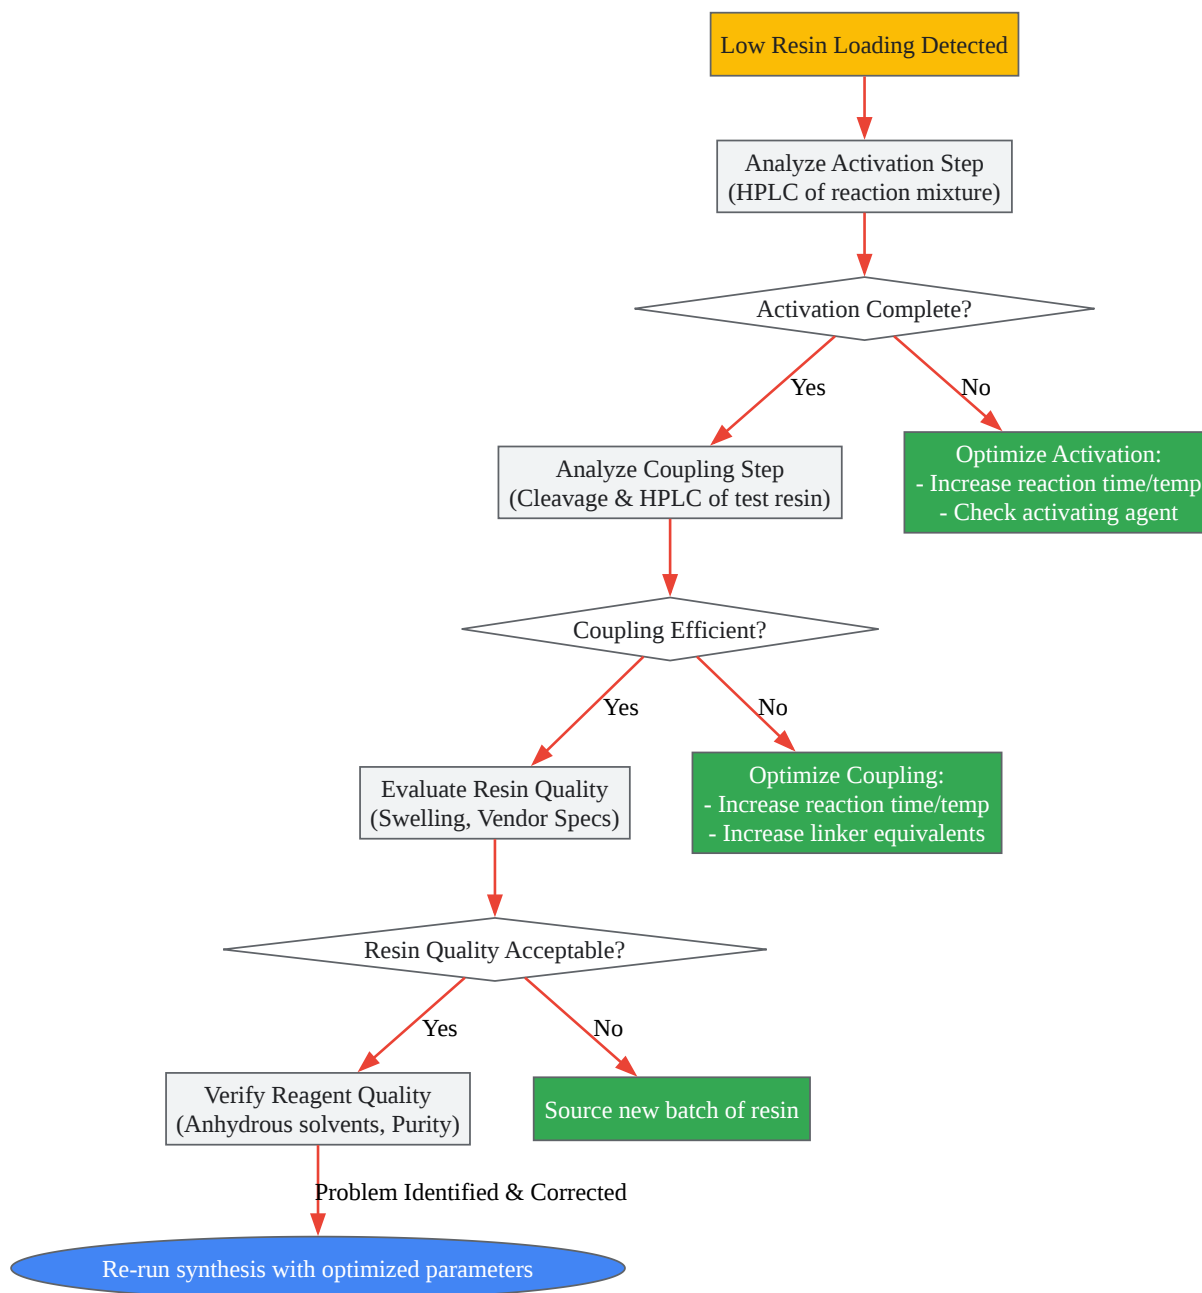 Low Resin Loading Detected
Analyze Activation Step
(HPLC of reaction mixture)
Activation Complete?
Yes
No
Analyze Coupling Step
(Cleavage & HPLC of test resin)
Optimize Activation:
- Increase reaction time/temp
- Check activating agent
Coupling Efficient?
Yes
No
Evaluate Resin Quality
(Swelling, Vendor Specs)
Optimize Coupling:
- Increase reaction time/temp
- Increase linker equivalents
Resin Quality Acceptable?
Yes
No
Verify Reagent Quality
(Anhydrous solvents, Purity)
Source new batch of resin
Problem Identified & Corrected
Re-run synthesis with optimized parameters